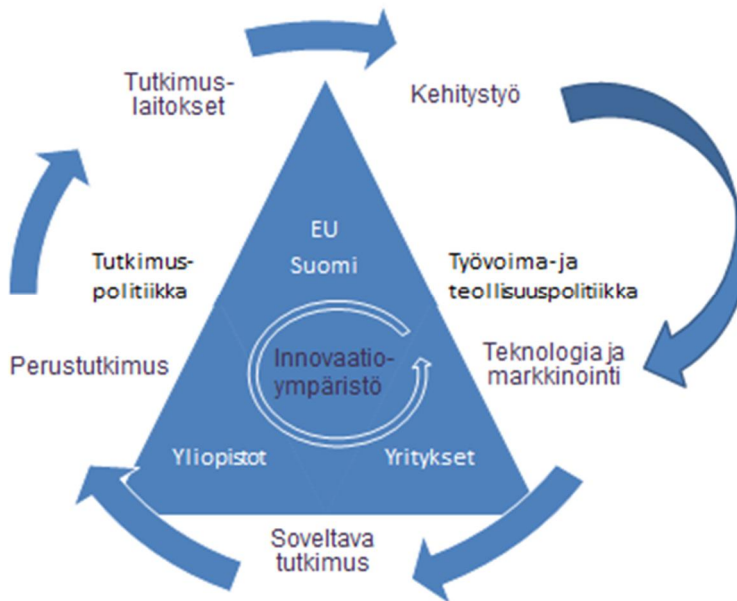 Tutkimus-
laitokset
Kehitystyö
EU
Suomi
Tutkimus-
politiikka
Työvoima- ja
teollisuuspolitiikka
Perustutkimus
Innovaatio-
ympäristö
Teknologia ja
markkinointi
Yliopistot
Yritykset
Soveltava
tutkimus